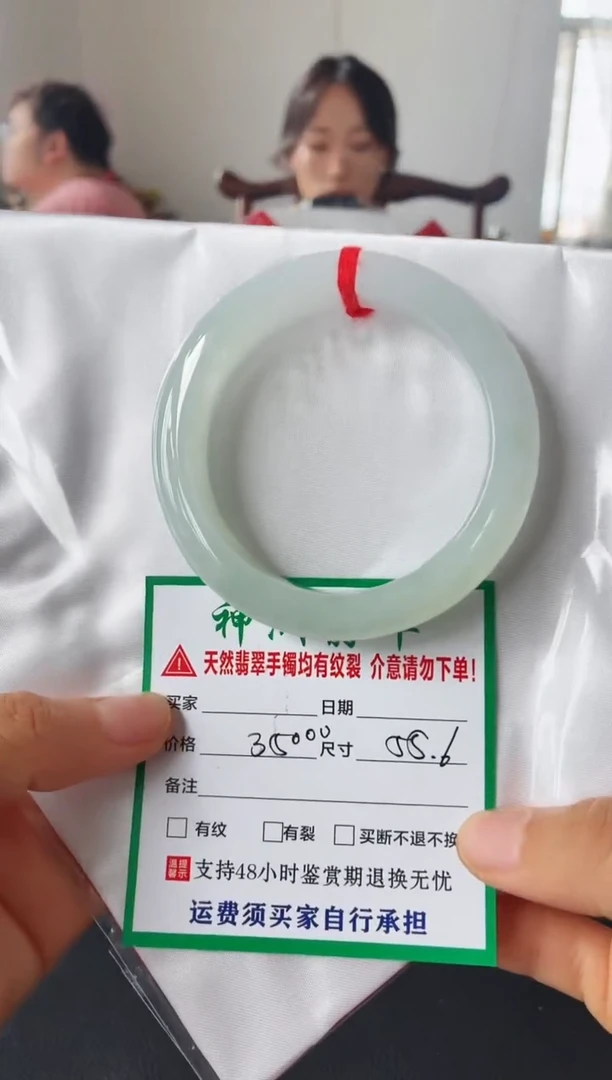 天然翡翠手镯均有纹裂 介意请勿下单!
买家
日期
价格 35000 尺寸 55.6
备注
有纹 有裂 买断不退不换
温馨提示 支持48小时鉴赏期退换无忧
运费须买家自行承担